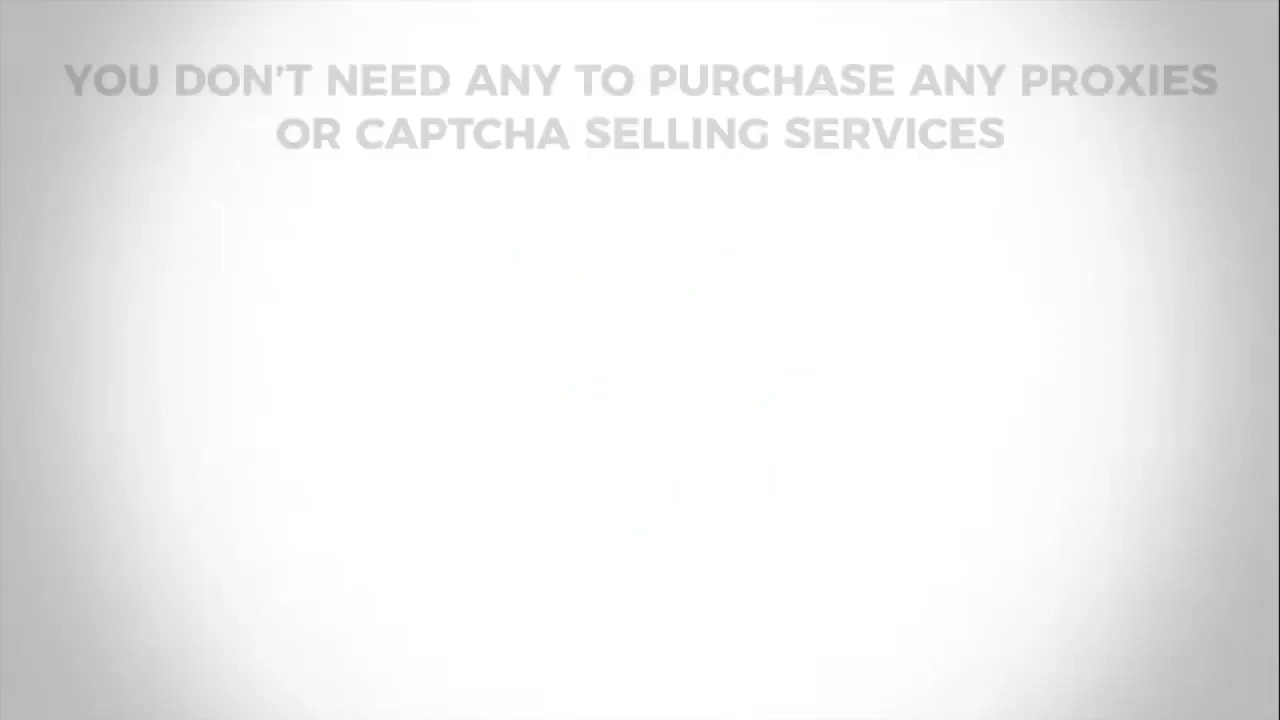 YOU DON'T NEED ANY TO PURCHASE ANY PROXIES
OR CAPTCHA SELLING SERVICES